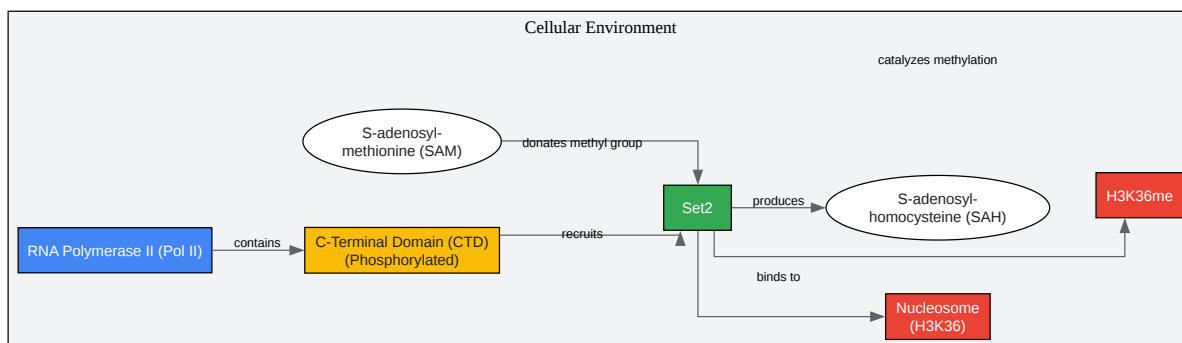 Cellular Environment
catalyzes methylation
S-adenosyl-
methionine (SAM)
donates methyl group
Set2
produces
S-adenosyl-
homocysteine (SAH)
H3K36me
RNA Polymerase II (Pol II)
contains
C-Terminal Domain (CTD)
(Phosphorylated)
recruits
binds to
Nucleosome
(H3K36)